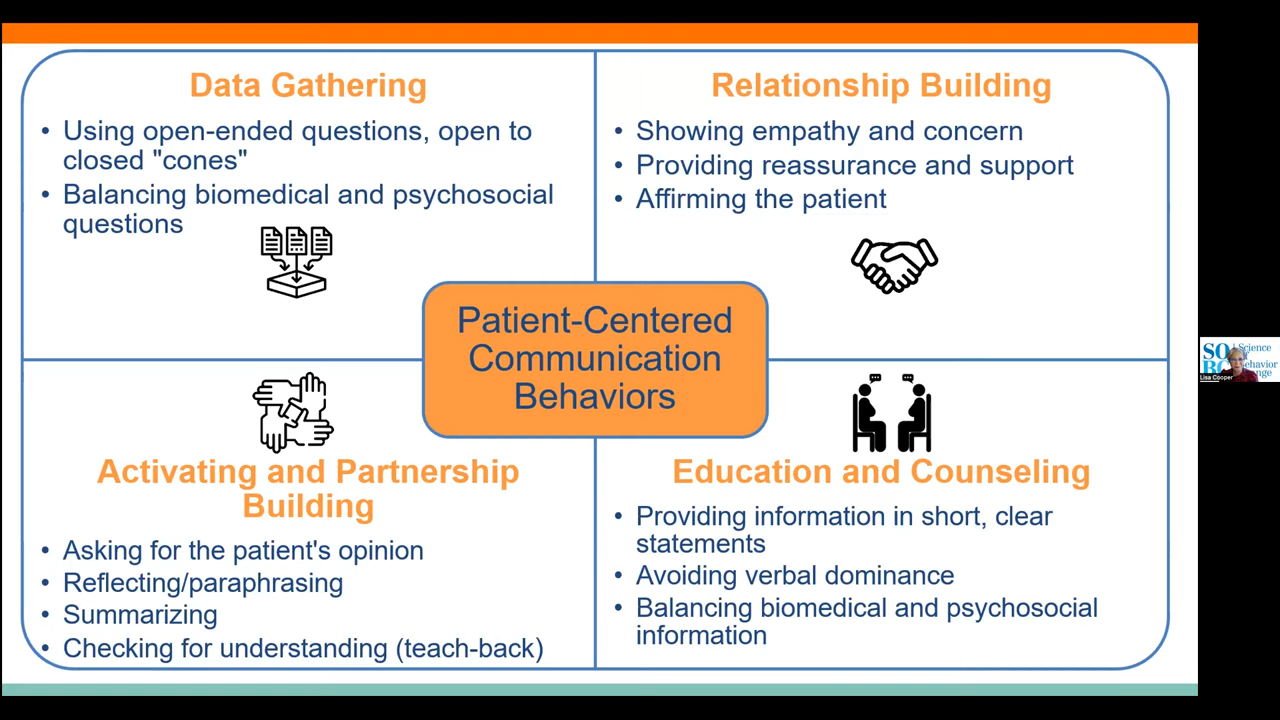 Data Gathering
• Using open-ended questions, open to
closed "cones"
• Balancing biomedical and psychosocial
questions
Relationship Building
• Showing empathy and concern
• Providing reassurance and support
• Affirming the patient
Patient-Centered
Communication
Behaviors
Activating and Partnership
Building
• Asking for the patient's opinion
• Reflecting/paraphrasing
• Summarizing
• Checking for understanding (teach-back)
Education and Counseling
• Providing information in short, clear
statements
• Avoiding verbal dominance
• Balancing biomedical and psychosocial
information
Science
Lisa Cooper